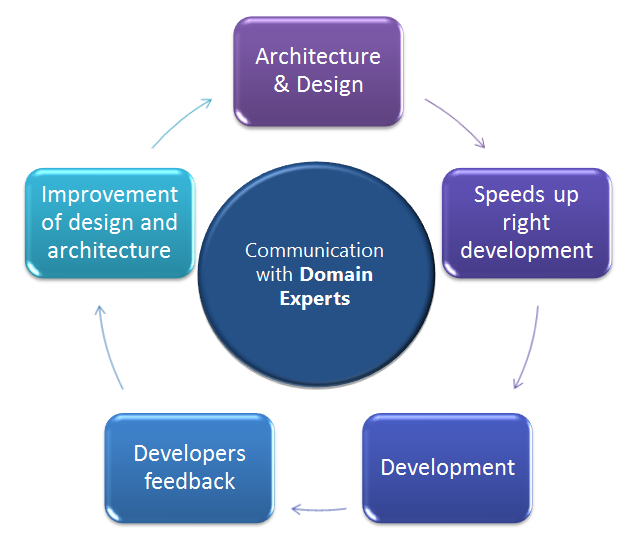 Architecture
& Design
Speeds up
right
development
Development
Developers
feedback
Improvement
of design and
architecture
Communication
with Domain
Experts